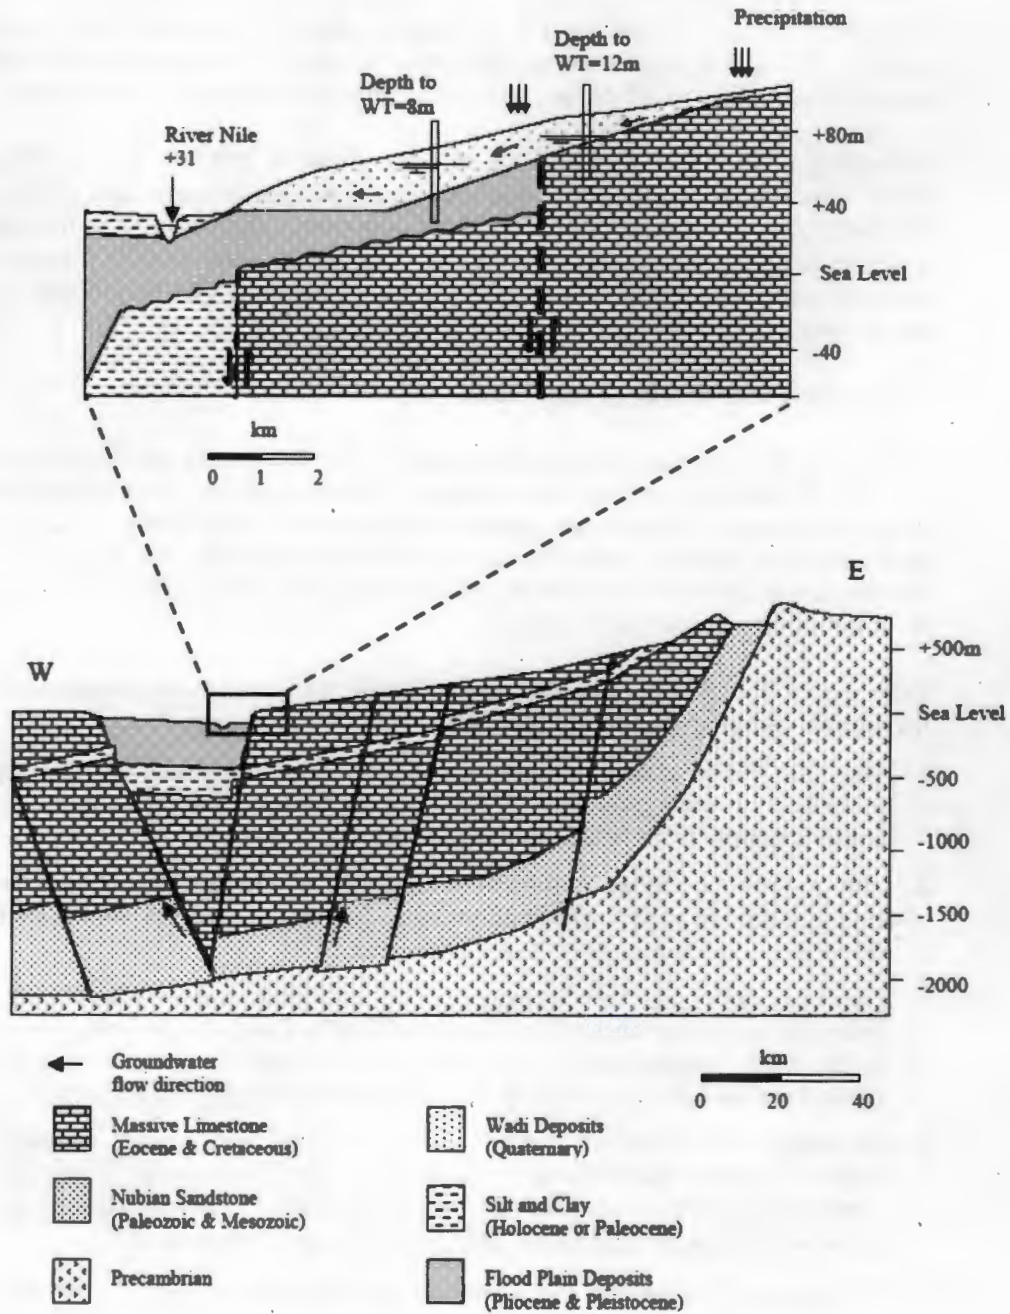 Precipitation
Depth to
WT=12m
Depth to
WT=8m
River Nile
+31
+80m
+40
Sea Level
-40
km
0 1 2
E
W
+500m
Sea Level
-500
-1000
-1500
-2000
km
0 20 40
Groundwater
flow direction
Massive Limestone
(Eocene & Cretaceous)
Nubian Sandstone
(Paleozoic & Mesozoic)
Precambrian
Wadi Deposits
(Quaternary)
Silt and Clay
(Holocene or Paleocene)
Flood Plain Deposits
(Pliocene & Pleistocene)